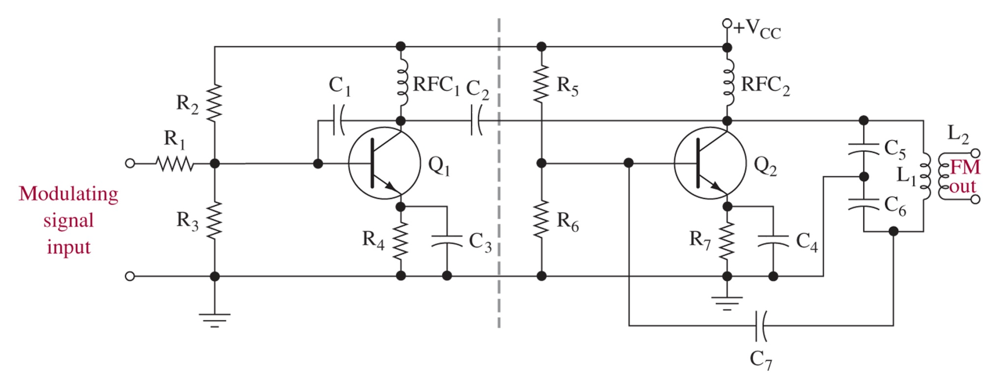 +V_CC
C₁
RFC₁
C₂
R₅
RFC₂
R₂
R₁
L₂
C₅
Q₁
Q₂
FM
out
L₁
Modulating
signal
input
C₆
R₃
R₆
R₄
C₃
R₇
C₄
C₇